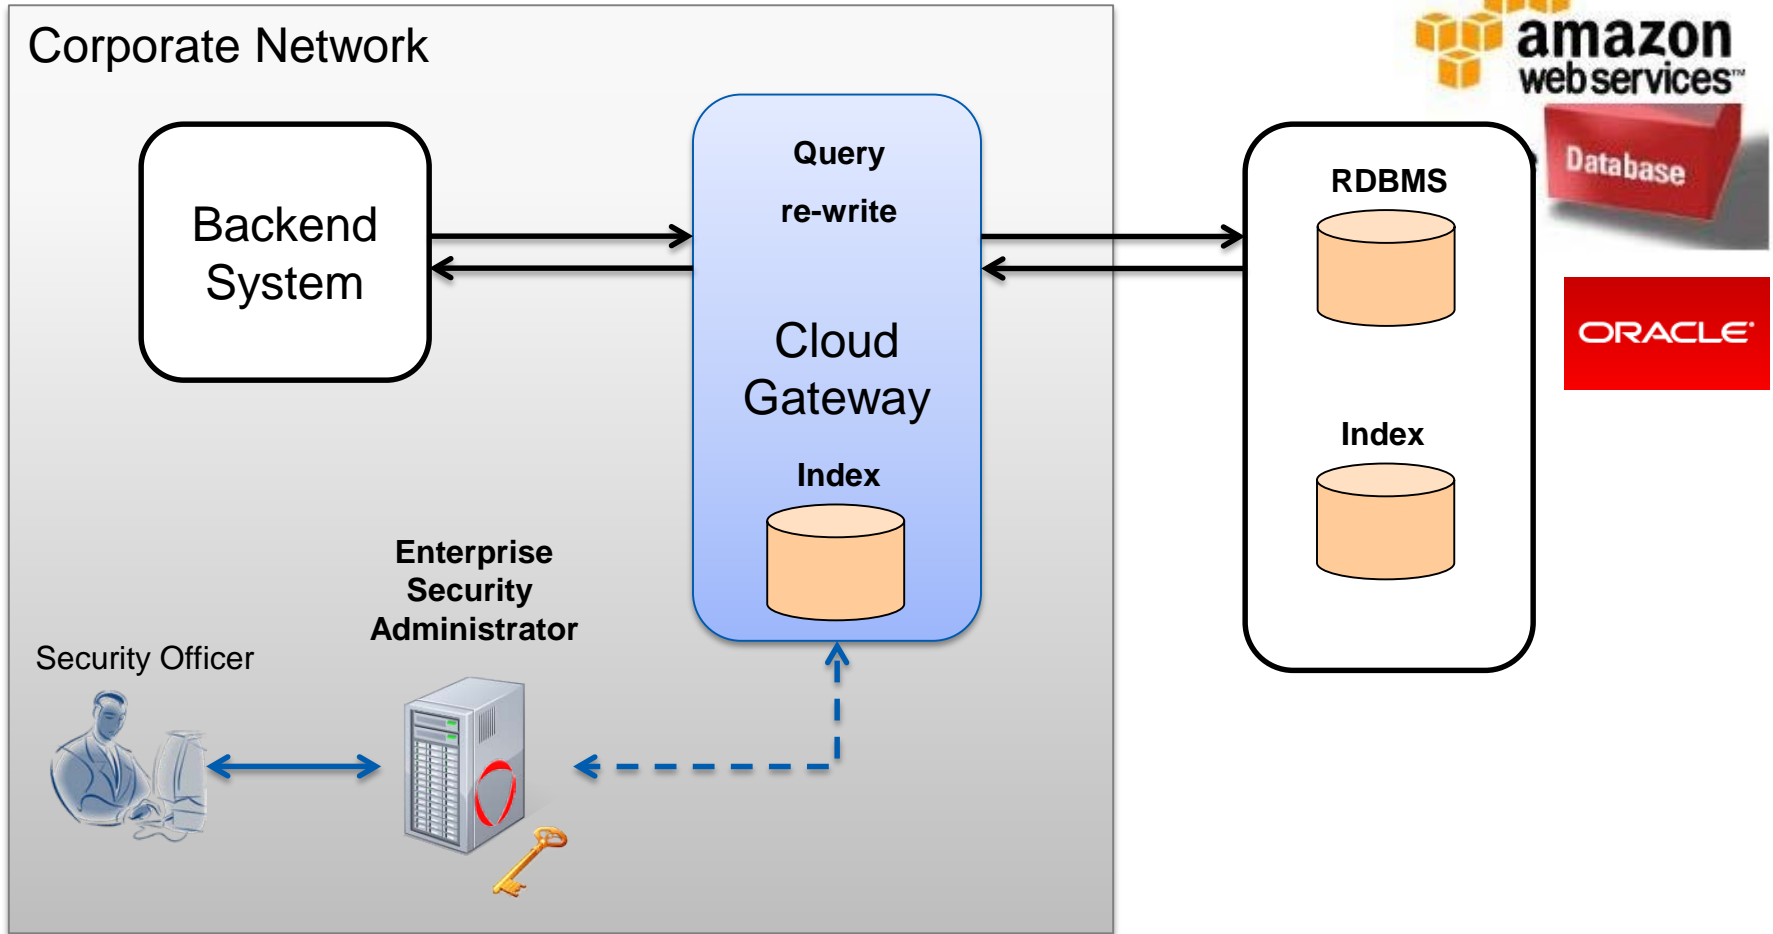 Corporate Network
amazon
web services™
Database
Query
re-write
RDBMS
Backend
System
ORACLE®
Cloud
Gateway
Index
Index
Enterprise
Security
Administrator
Security Officer